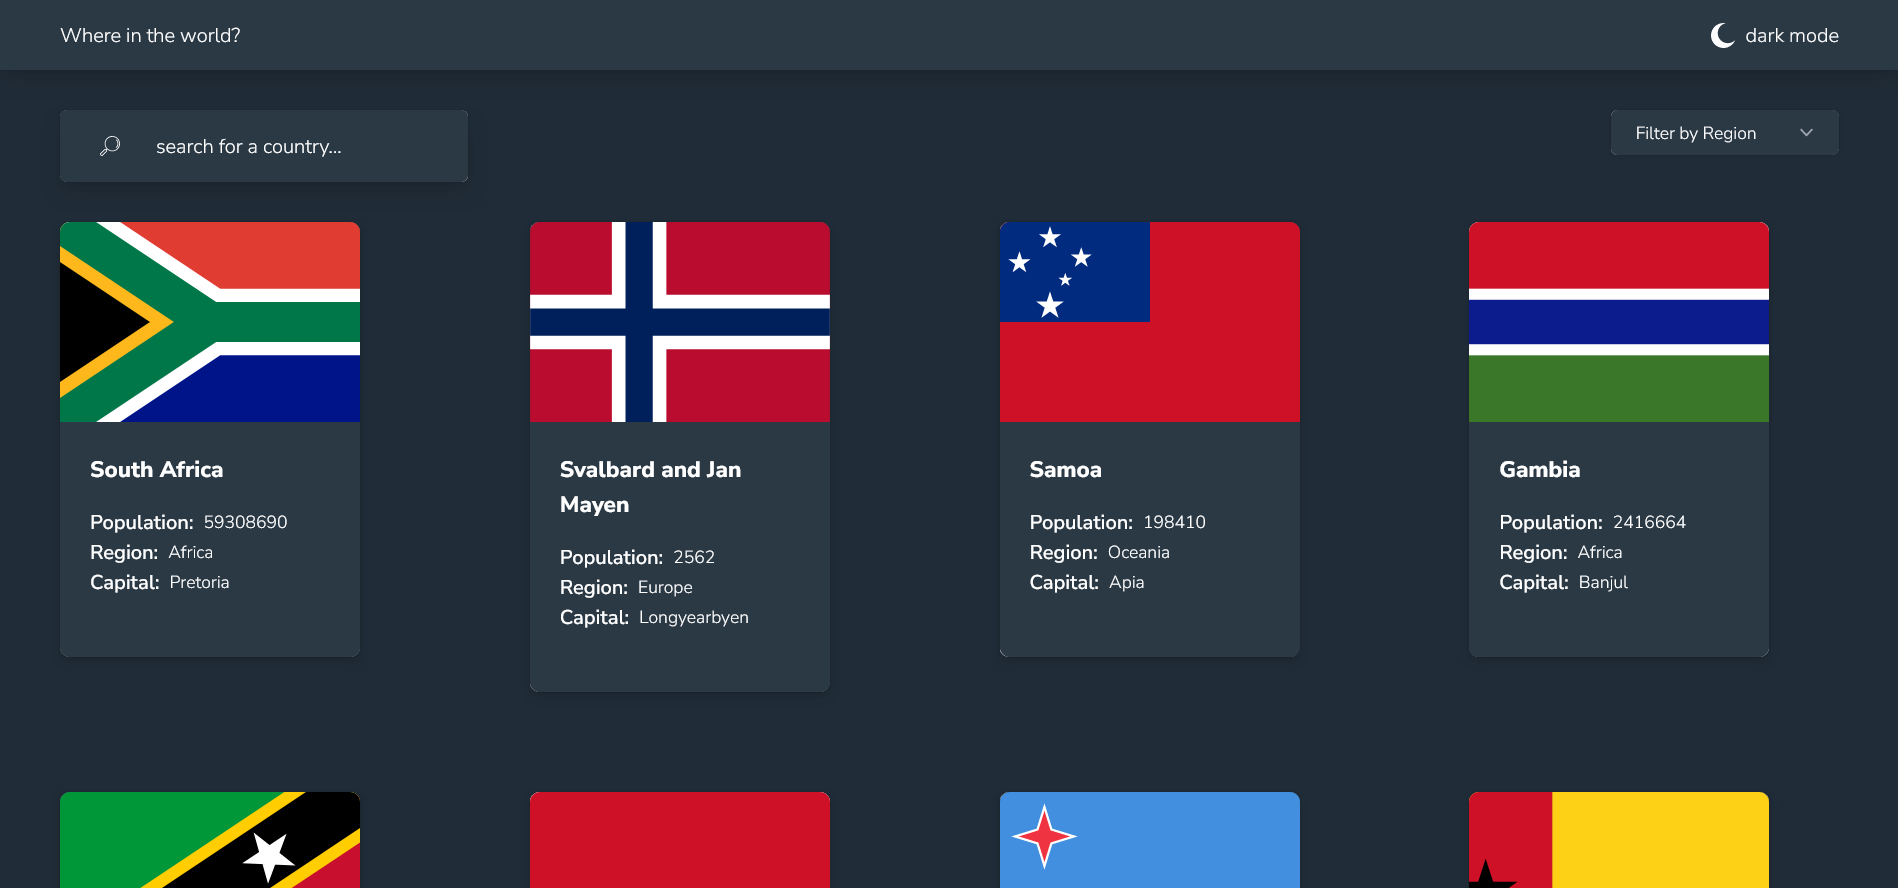 Where in the world?
dark mode
search for a country...
Filter by Region
South Africa
Population: 59308690
Region: Africa
Capital: Pretoria
Svalbard and Jan
Mayen
Population: 2562
Region: Europe
Capital: Longyearbyen
Samoa
Population: 198410
Region: Oceania
Capital: Apia
Gambia
Population: 2416664
Region: Africa
Capital: Banjul